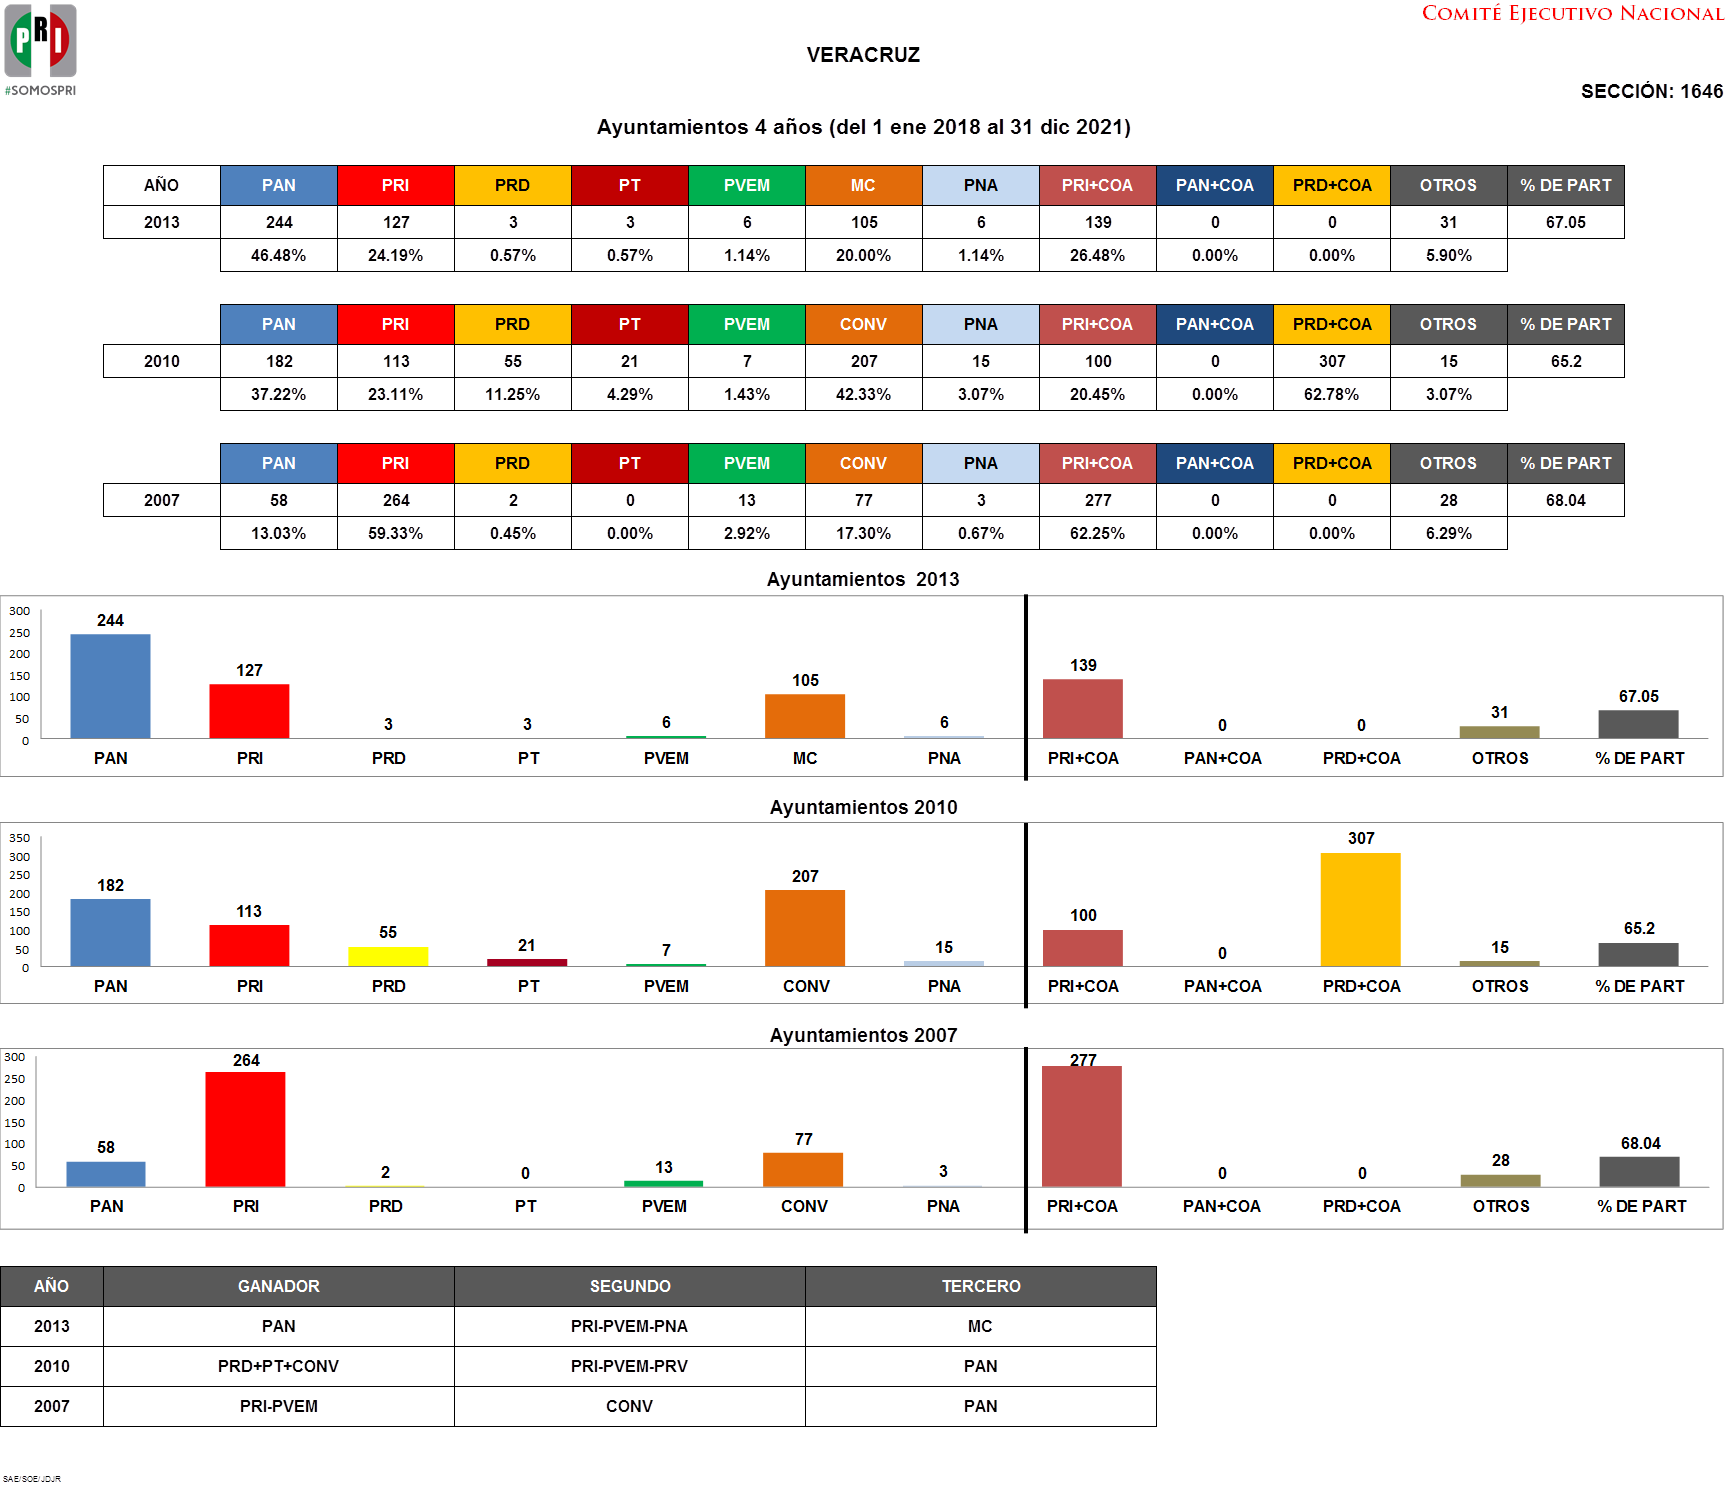 PRI
#SOMOSPRI
COMITÉ EJECUTIVO NACIONAL
VERACRUZ
SECCIÓN: 1646
Ayuntamientos 4 años (del 1 ene 2018 al 31 dic 2021)
AÑO PAN PRI PRD PT PVEM MC PNA PRI+COA PAN+COA PRD+COA OTROS % DE PART
2013 244 127 3 3 6 105 6 139 0 0 31 67.05
46.48% 24.19% 0.57% 0.57% 1.14% 20.00% 1.14% 26.48% 0.00% 0.00% 5.90%
PAN PRI PRD PT PVEM CONV PNA PRI+COA PAN+COA PRD+COA OTROS % DE PART
2010 182 113 55 21 7 207 15 100 0 307 15 65.2
37.22% 23.11% 11.25% 4.29% 1.43% 42.33% 3.07% 20.45% 0.00% 62.78% 3.07%
PAN PRI PRD PT PVEM CONV PNA PRI+COA PAN+COA PRD+COA OTROS % DE PART
2007 58 264 2 0 13 77 3 277 0 0 28 68.04
13.03% 59.33% 0.45% 0.00% 2.92% 17.30% 0.67% 62.25% 0.00% 0.00% 6.29%
Ayuntamientos 2013
300
250
200
150
100
50
0
244 127 3 3 6 105 6 139 0 0 31 67.05
PAN PRI PRD PT PVEM MC PNA PRI+COA PAN+COA PRD+COA OTROS % DE PART
Ayuntamientos 2010
350
300
250
200
150
100
50
0
182 113 55 21 7 207 15 100 0 307 15 65.2
PAN PRI PRD PT PVEM CONV PNA PRI+COA PAN+COA PRD+COA OTROS % DE PART
Ayuntamientos 2007
300
250
200
150
100
50
0
58 264 2 0 13 77 3 277 0 0 28 68.04
PAN PRI PRD PT PVEM CONV PNA PRI+COA PAN+COA PRD+COA OTROS % DE PART
AÑO GANADOR SEGUNDO TERCERO
2013 PAN PRI-PVEM-PNA MC
2010 PRD+PT+CONV PRI-PVEM-PRV PAN
2007 PRI-PVEM CONV PAN
SAE/SOE/JDJR